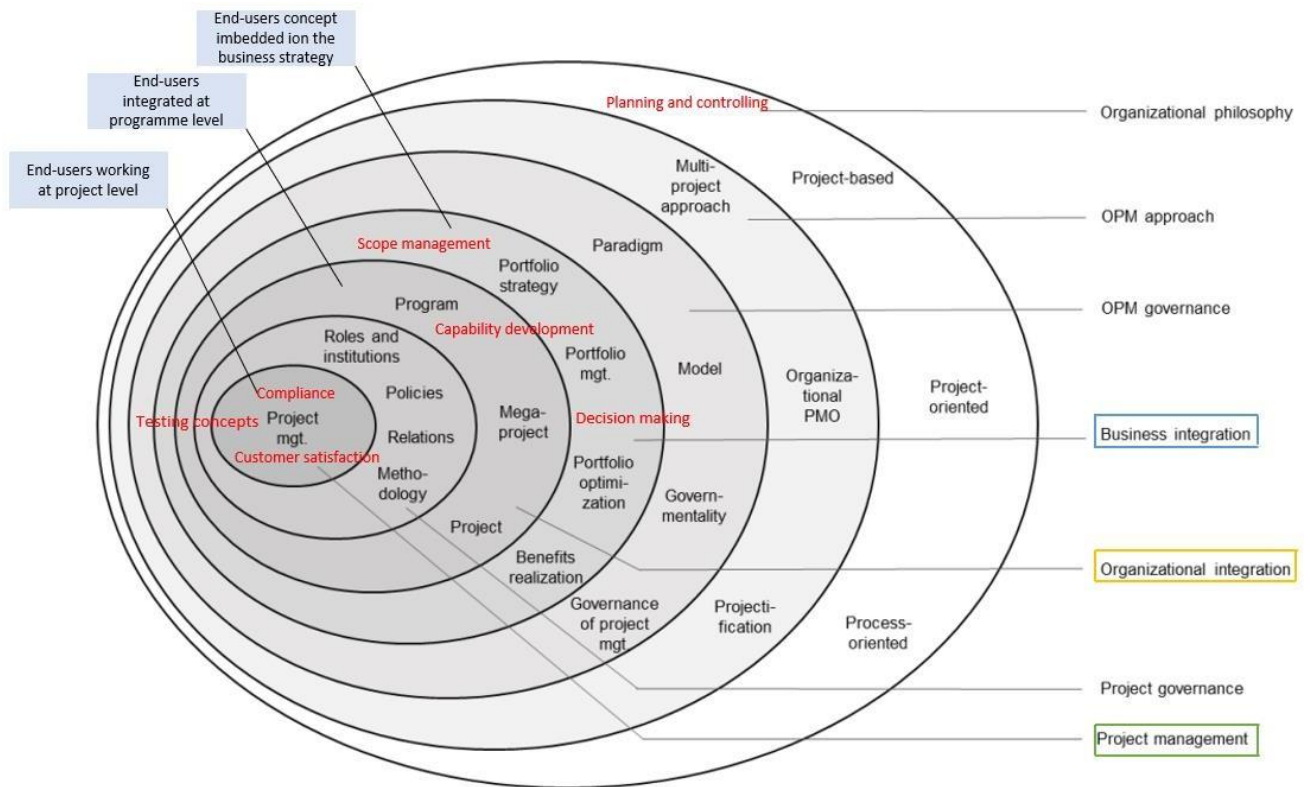 End-users concept
imbedded ion the
business strategy
End-users
integrated at
programme level
End-users working
at project level
Planning and controlling
Organizational philosophy
Multi-
project
approach
Project-based
OPM approach
Scope management
Paradigm
Portfolio
strategy
Program
OPM governance
Capability development
Roles and
institutions
Portfolio
mgt.
Model
Organiza-
tional
PMO
Project-
oriented
Compliance
Policies
Testing concepts
Project
mgt.
Mega-
project
Decision making
Business integration
Relations
Customer satisfaction
Metho-
dology
Portfolio
optimi-
zation
Govern-
mentality
Project
Benefits
realization
Organizational integration
Governance
of project
mgt.
Projecti-
fication
Process-
oriented
Project governance
Project management